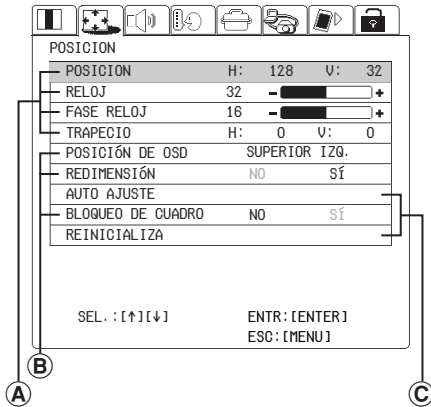 POSICION
POSICION H: 128 V: 32
RELOJ 32 - +
FASE RELOJ 16 - +
TRAPECIO H: 0 V: 0
POSICIÓN DE OSD SUPERIOR IZQ.
REDIMENSIÓN NO SÍ
AUTO AJUSTE
BLOQUEO DE CUADRO NO SÍ
REINICIALIZA
SEL.:[↑][↓] ENTR:[ENTER]
ESC:[MENU]
A
B
C